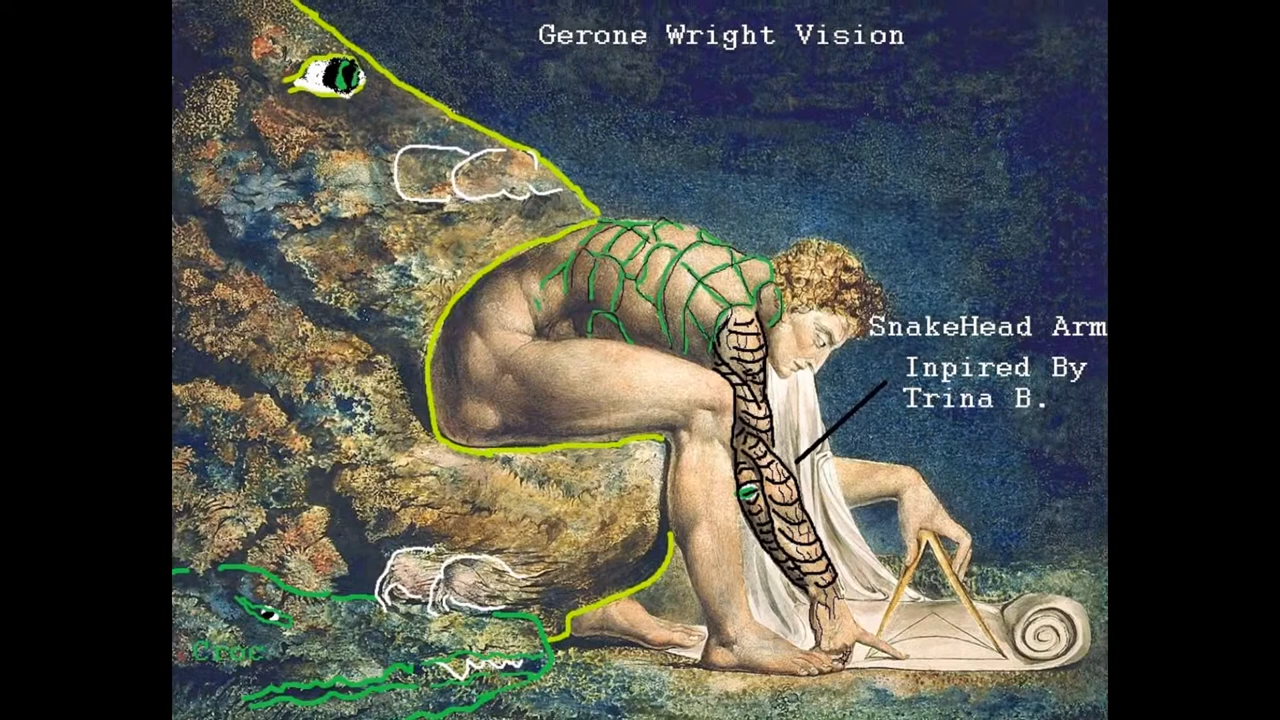 Gerone Wright Vision
SnakeHead Arm
Inpired By
Trina B.
Croc